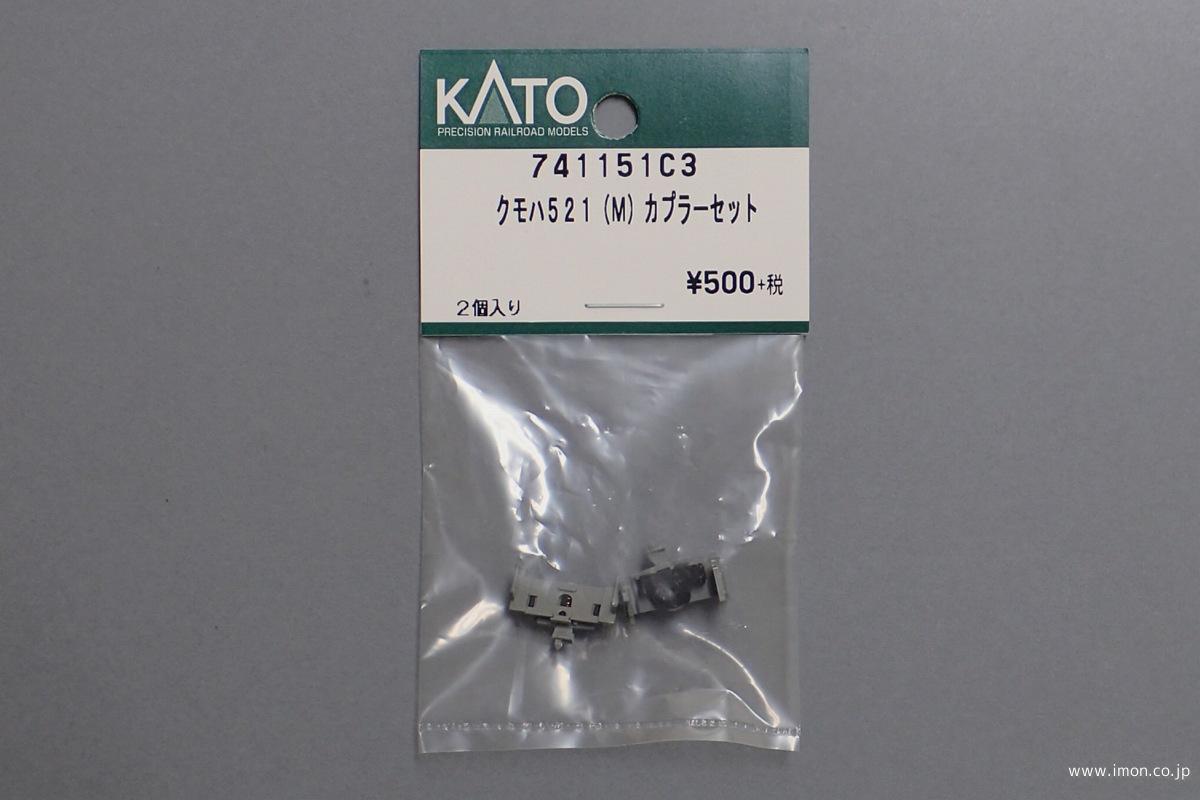 KATO
PRECISION RAILROAD MODELS
741151C3
クモハ521(M)カプラーセット
¥500+税
2個入り
www.imon.co.jp